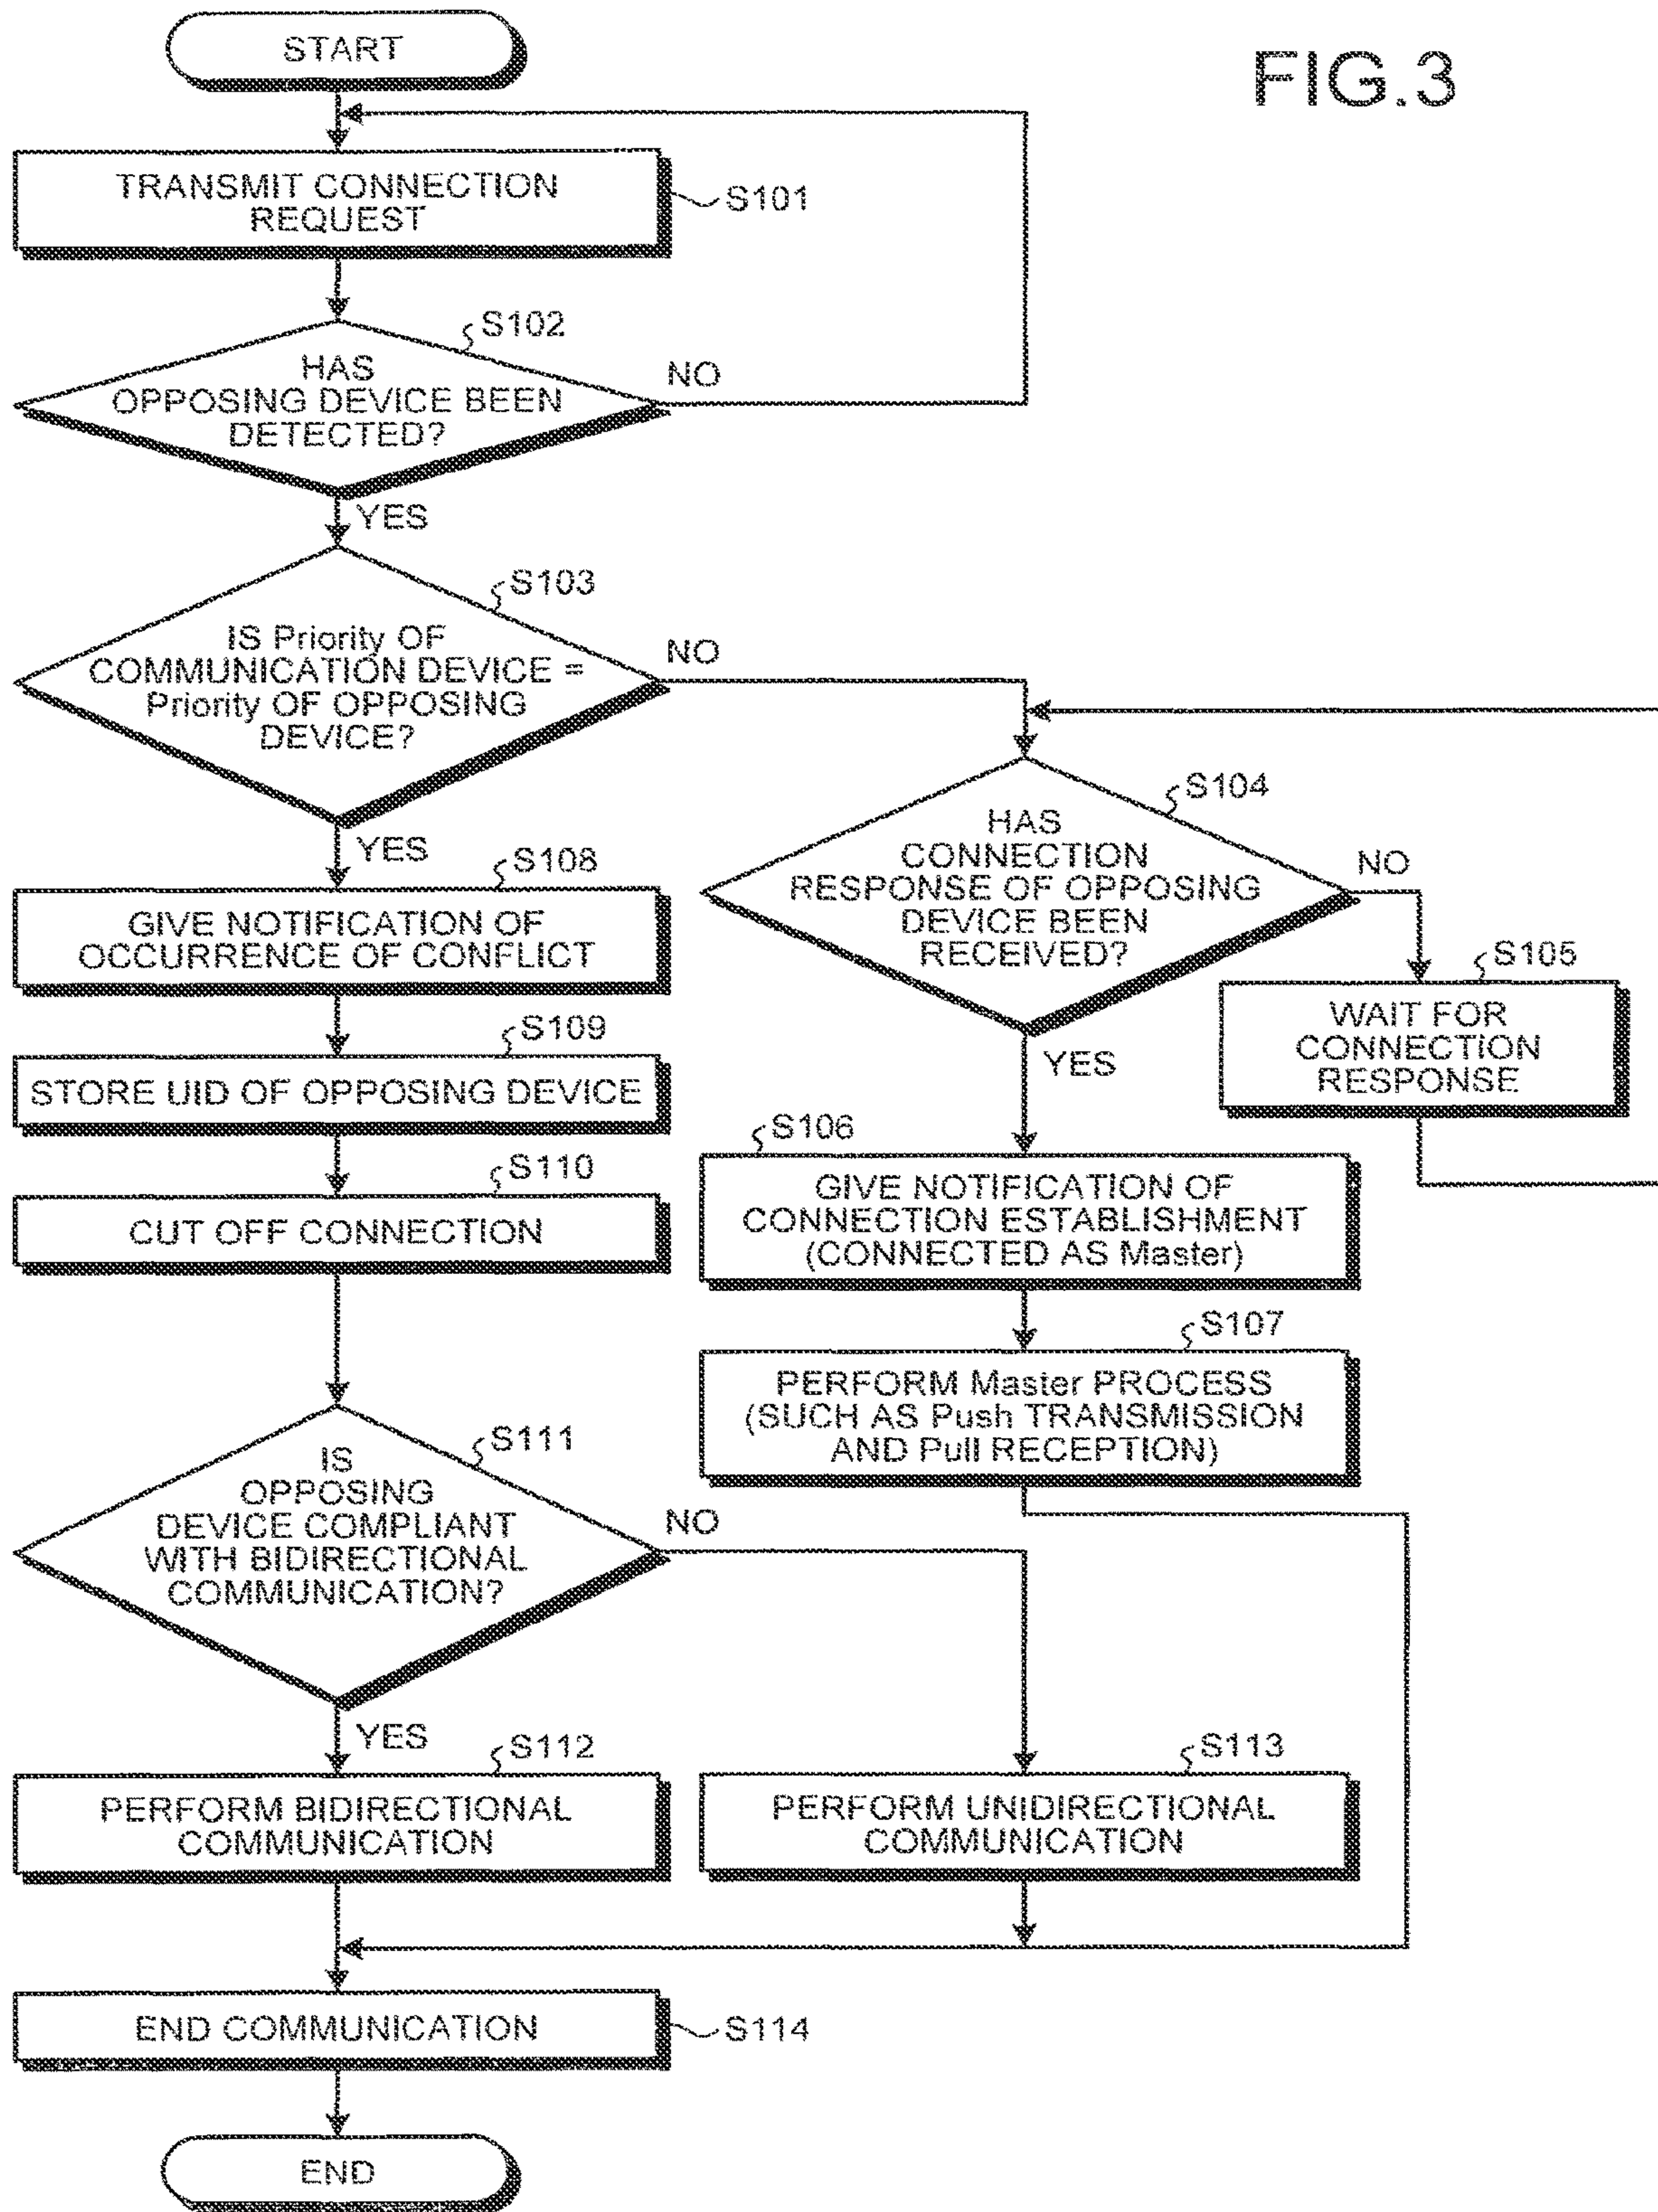 FIG.3
START
TRANSMIT CONNECTION
REQUEST
S101
S102
HAS
OPPOSING DEVICE BEEN
DETECTED?
NO
YES
S103
IS Priority OF
COMMUNICATION DEVICE =
Priority OF OPPOSING
DEVICE?
NO
YES
S104
HAS
CONNECTION
RESPONSE OF OPPOSING
DEVICE BEEN
RECEIVED?
NO
YES
S105
WAIT FOR
CONNECTION
RESPONSE
S106
GIVE NOTIFICATION OF
CONNECTION ESTABLISHMENT
(CONNECTED AS Master)
S107
PERFORM Master PROCESS
(SUCH AS Push TRANSMISSION
AND Pull RECEPTION)
S108
GIVE NOTIFICATION OF
OCCURRENCE OF CONFLICT
S109
STORE UID OF OPPOSING DEVICE
S110
CUT OFF CONNECTION
S111
IS
OPPOSING
DEVICE COMPLIANT
WITH BIDIRECTIONAL
COMMUNICATION?
NO
YES
S112
PERFORM BIDIRECTIONAL
COMMUNICATION
S113
PERFORM UNIDIRECTIONAL
COMMUNICATION
END COMMUNICATION
S114
END